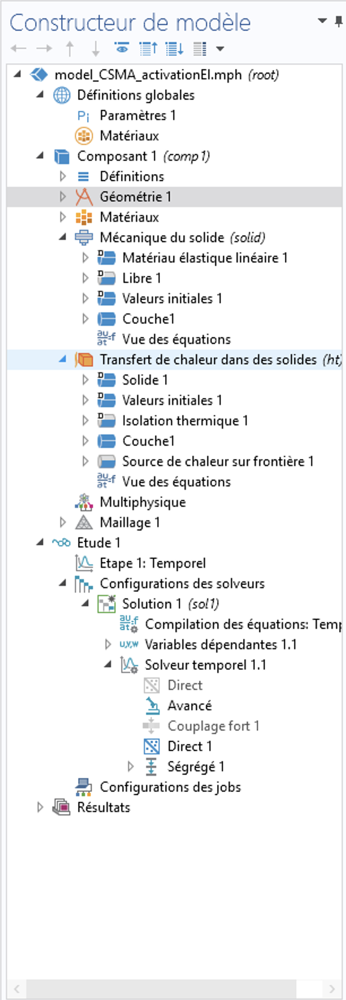 Constructeur de modèle
model_CSMA_activationEl.mph (root)
Définitions globales
Pi Paramètres 1
Matériaux
Composant 1 (comp1)
Définitions
Géométrie 1
Matériaux
Mécanique du solide (solid)
D Matériau élastique linéaire 1
D Libre 1
D Valeurs initiales 1
Couche1
Vue des équations
Transfert de chaleur dans des solides (ht)
D Solide 1
D Valeurs initiales 1
D Isolation thermique 1
Couche1
Source de chaleur sur frontière 1
Vue des équations
Multiphysique
Maillage 1
Etude 1
Etape 1: Temporel
Configurations des solveurs
Solution 1 (sol1)
Compilation des équations: Temp
u,v,w Variables dépendantes 1.1
Solveur temporel 1.1
Direct
Avancé
Couplage fort 1
Direct 1
Ségrégé 1
Configurations des jobs
Résultats